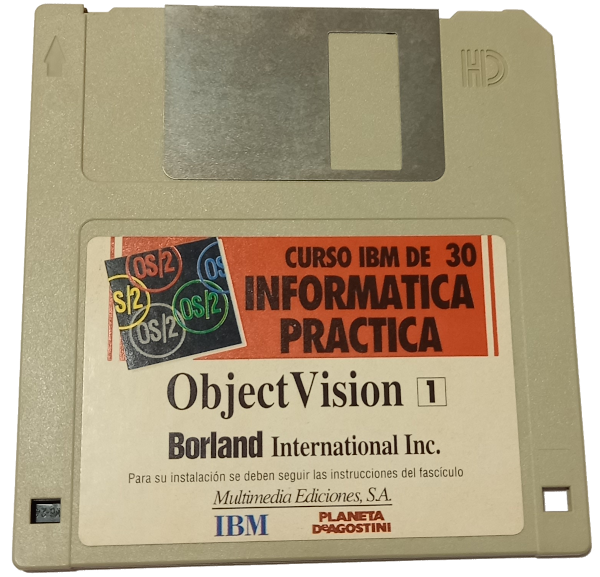 HD
OS/2
OS/2
S/2
OS/2
OS/2
CURSO IBM DE 30
INFORMATICA
PRACTICA
ObjectVision 1
Borland International Inc.
Para su instalación se deben seguir las instrucciones del fascículo
Multimedia Ediciones, S.A.
IBM
PLANETA
DeAGOSTINI